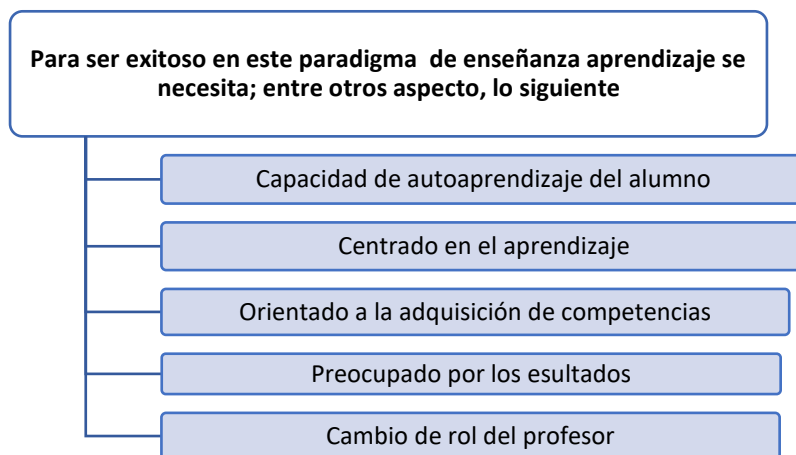 Para ser exitoso en este paradigma de enseñanza aprendizaje se
necesita; entre otros aspecto, lo siguiente
Capacidad de autoaprendizaje del alumno
Centrado en el aprendizaje
Orientado a la adquisición de competencias
Preocupado por los esultados
Cambio de rol del profesor